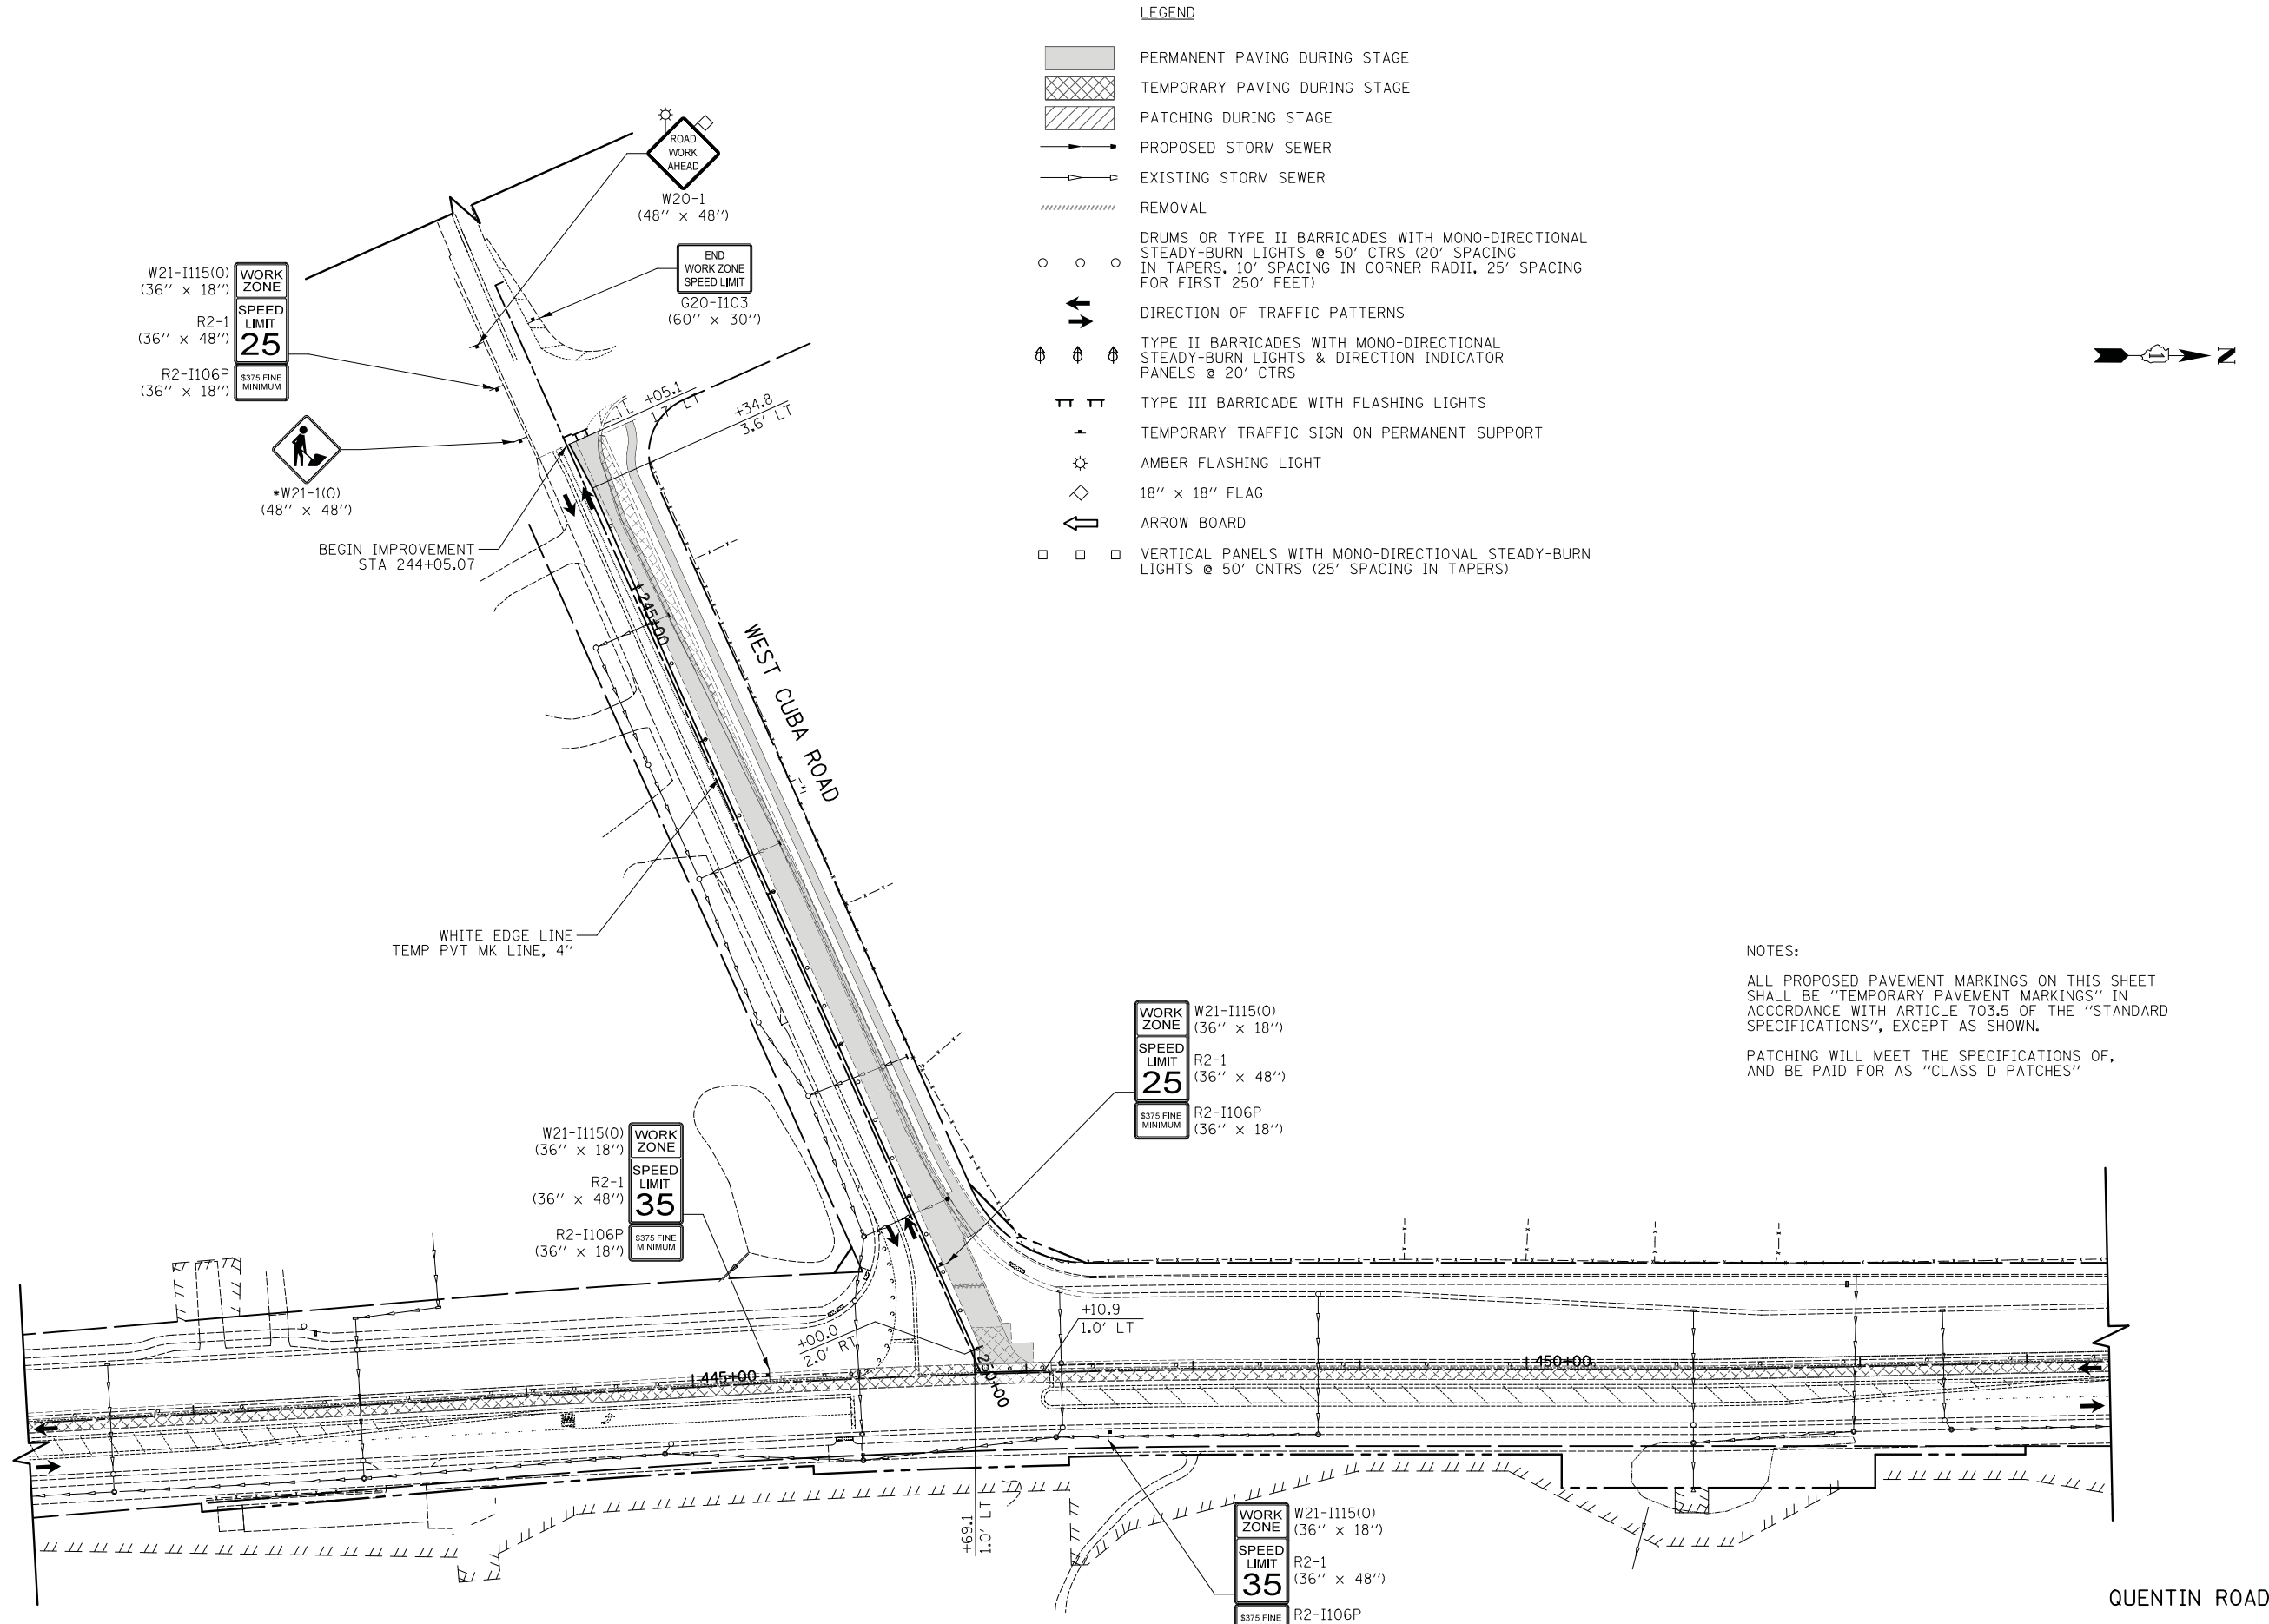 LEGEND
PERMANENT PAVING DURING STAGE
TEMPORARY PAVING DURING STAGE
PATCHING DURING STAGE
PROPOSED STORM SEWER
EXISTING STORM SEWER
REMOVAL
DRUMS OR TYPE II BARRICADES WITH MONO-DIRECTIONAL
STEADY-BURN LIGHTS @ 50' CTRS (20' SPACING
IN TAPERS, 10' SPACING IN CORNER RADII, 25' SPACING
FOR FIRST 250' FEET)
DIRECTION OF TRAFFIC PATTERNS
TYPE II BARRICADES WITH MONO-DIRECTIONAL
STEADY-BURN LIGHTS & DIRECTION INDICATOR
PANELS @ 20' CTRS
TYPE III BARRICADE WITH FLASHING LIGHTS
TEMPORARY TRAFFIC SIGN ON PERMANENT SUPPORT
AMBER FLASHING LIGHT
18" x 18" FLAG
ARROW BOARD
VERTICAL PANELS WITH MONO-DIRECTIONAL STEADY-BURN
LIGHTS @ 50' CNTRS (25' SPACING IN TAPERS)
N
ROAD
WORK
AHEAD
W20-1
(48" x 48")
END
WORK ZONE
SPEED LIMIT
G20-I103
(60" x 30")
W21-I115(O)
(36" x 18")
R2-1
(36" x 48")
R2-I106P
(36" x 18")
WORK
ZONE
SPEED
LIMIT
25
$375 FINE
MINIMUM
*W21-1(O)
(48" x 48")
BEGIN IMPROVEMENT
STA 244+05.07
+05.1
1.7' LT
+34.8
3.6' LT
245+00
WEST CUBA ROAD
WHITE EDGE LINE
TEMP PVT MK LINE, 4"
NOTES:
ALL PROPOSED PAVEMENT MARKINGS ON THIS SHEET
SHALL BE "TEMPORARY PAVEMENT MARKINGS" IN
ACCORDANCE WITH ARTICLE 703.5 OF THE "STANDARD
SPECIFICATIONS", EXCEPT AS SHOWN.
PATCHING WILL MEET THE SPECIFICATIONS OF,
AND BE PAID FOR AS "CLASS D PATCHES"
WORK
ZONE
SPEED
LIMIT
25
$375 FINE
MINIMUM
W21-I115(O)
(36" x 18")
R2-1
(36" x 48")
R2-I106P
(36" x 18")
W21-I115(O)
(36" x 18")
R2-1
(36" x 48")
R2-I106P
(36" x 18")
WORK
ZONE
SPEED
LIMIT
35
$375 FINE
MINIMUM
+00.0
2.0' RT
+10.9
1.0' LT
445+00
250+00
450+00
+69.1
1.0' LT
WORK
ZONE
SPEED
LIMIT
35
$375 FINE
W21-I115(O)
(36" x 18")
R2-1
(36" x 48")
R2-I106P
QUENTIN ROAD